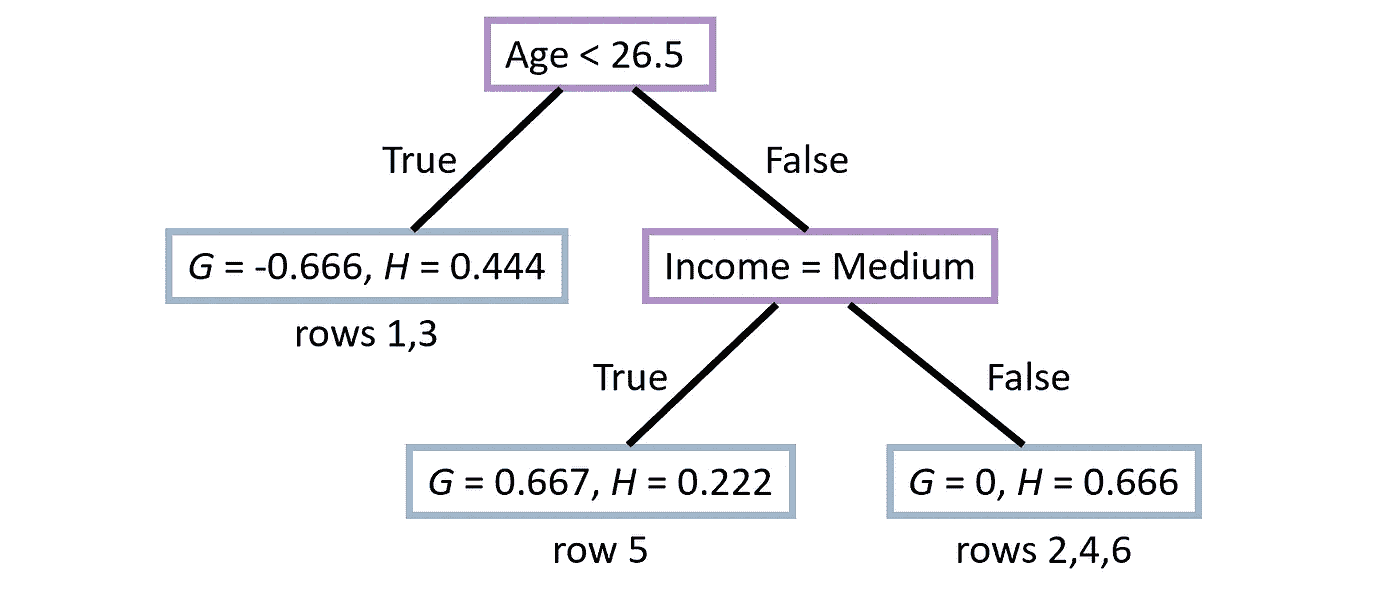 Age < 26.5
True
False
G = -0.666, H = 0.444
Income = Medium
rows 1,3
True
False
G = 0.667, H = 0.222
G = 0, H = 0.666
row 5
rows 2,4,6